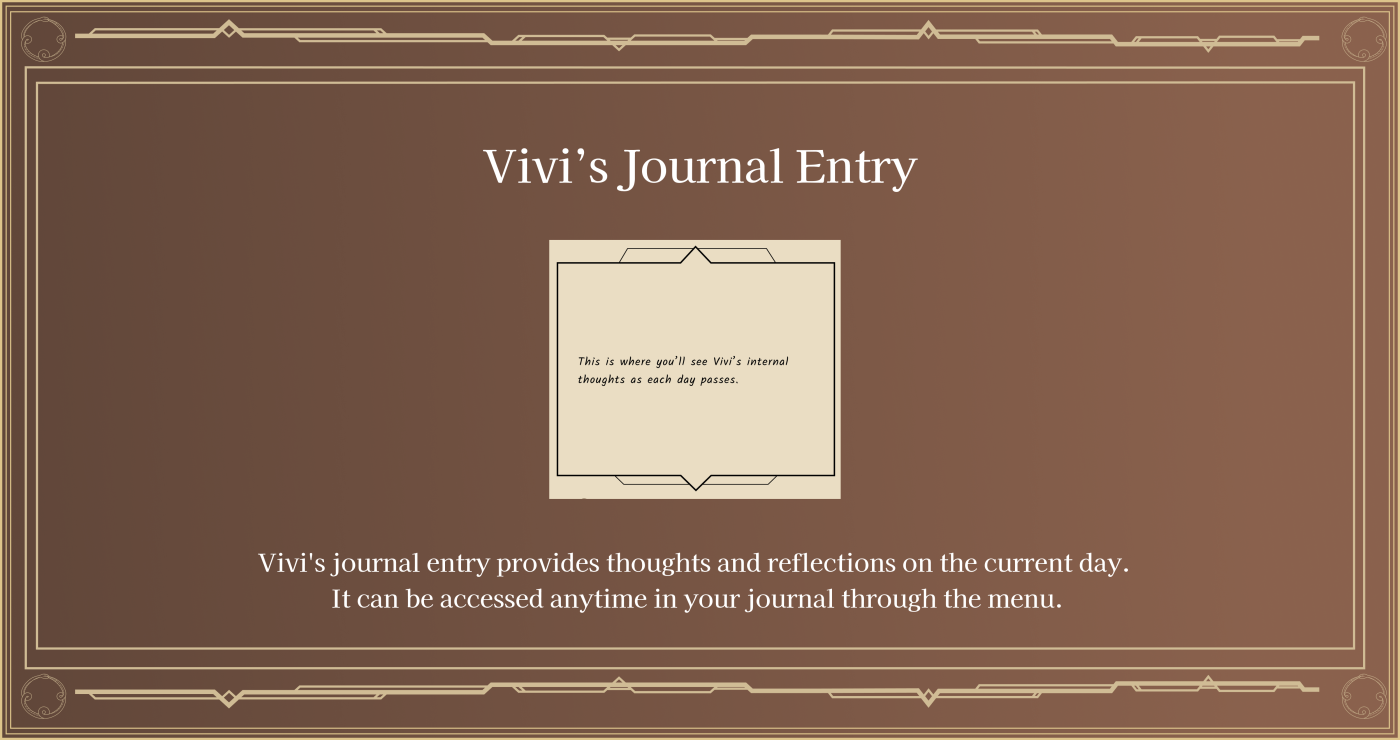 Vivi’s Journal Entry
This is where you’ll see Vivi’s internal
thoughts as each day passes.
Vivi's journal entry provides thoughts and reflections on the current day.
It can be accessed anytime in your journal through the menu.